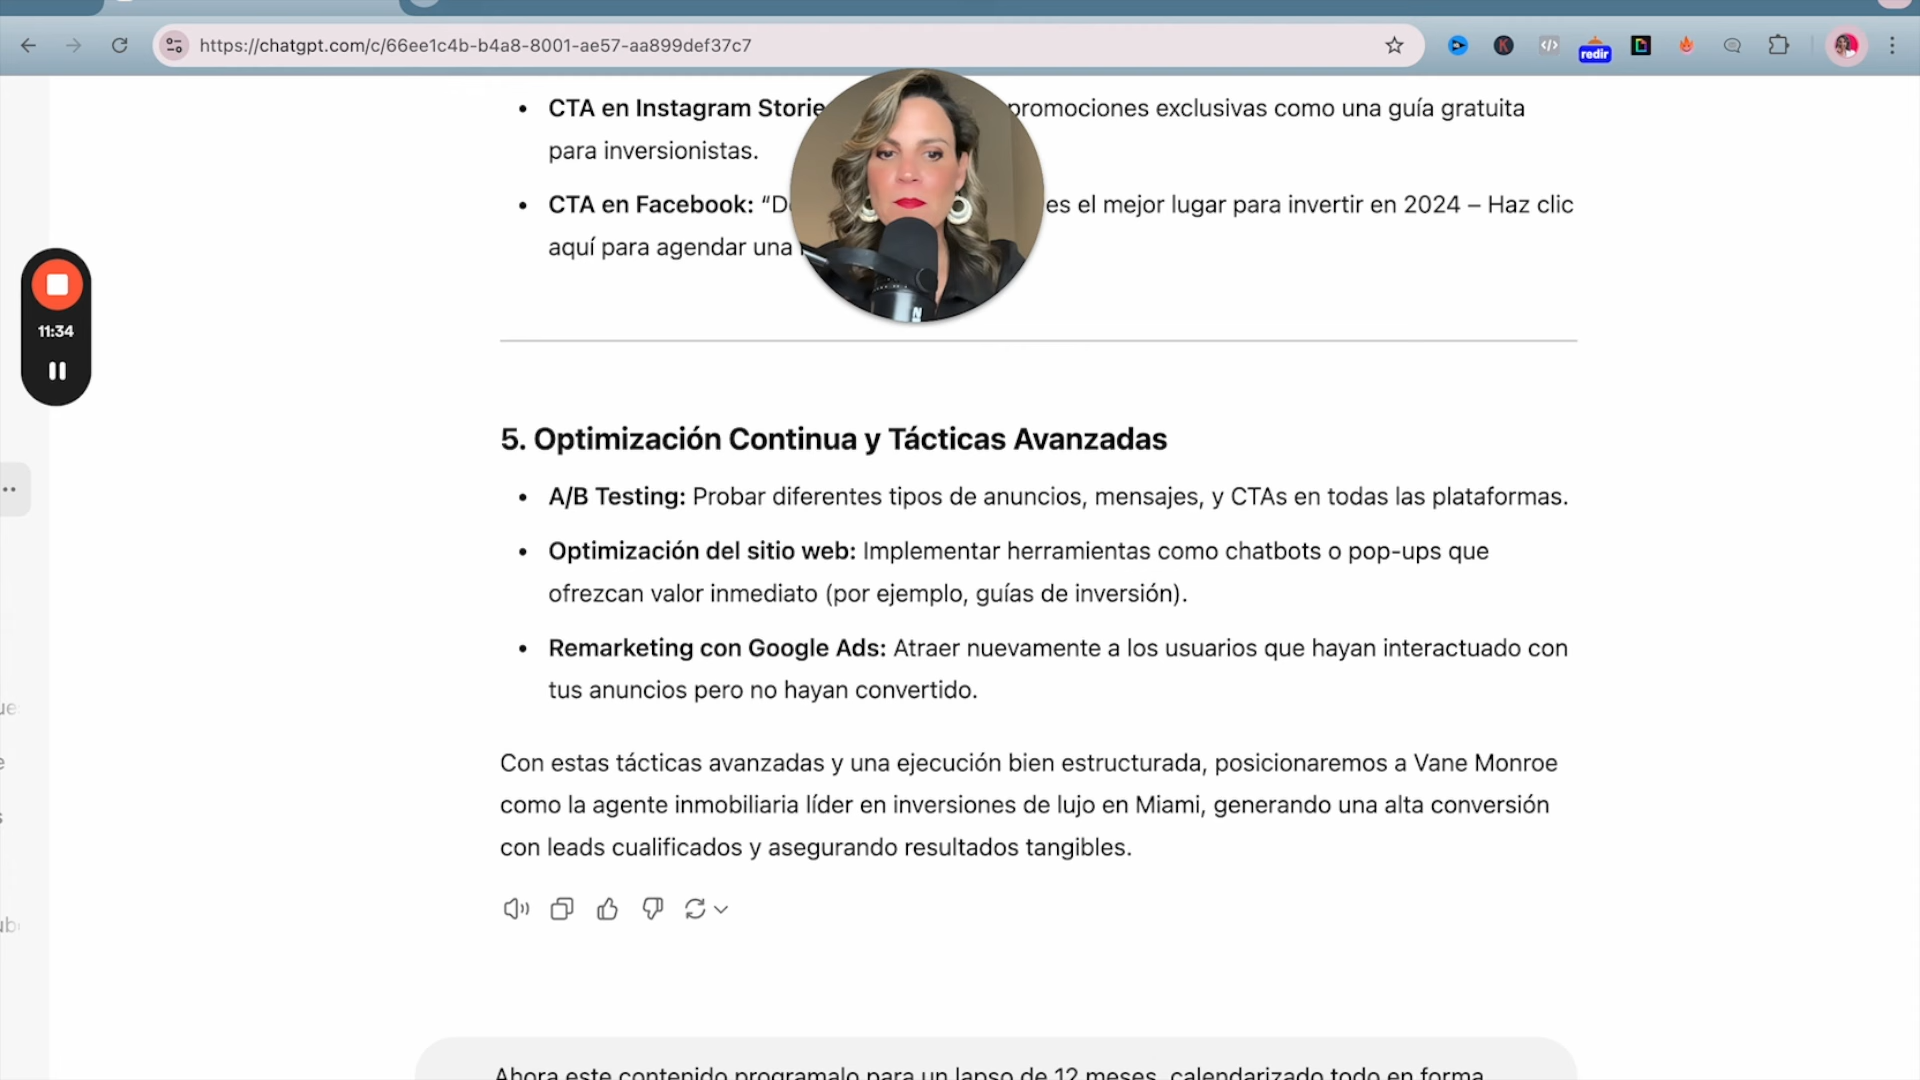 https://chatgpt.com/c/66ee1c4b-b4a8-8001-ae57-aa899def37c7
redir
CTA en Instagram promociones exclusivas como una guía gratuita
para inversionistas.
CTA en Facebook: es el mejor lugar para invertir en 2024 – Haz clic
aquí para agendar una
11:34
5. Optimización Continua y Tácticas Avanzadas
A/B Testing: Probar diferentes tipos de anuncios, mensajes, y CTAs en todas las plataformas.
Optimización del sitio web: Implementar herramientas como chatbots o pop-ups que
ofrezcan valor inmediato (por ejemplo, guías de inversión).
Remarketing con Google Ads: Atraer nuevamente a los usuarios que hayan interactuado con
tus anuncios pero no hayan convertido.
Con estas tácticas avanzadas y una ejecución bien estructurada, posicionaremos a Vane Monroe
como la agente inmobiliaria líder en inversiones de lujo en Miami, generando una alta conversión
con leads cualificados y asegurando resultados tangibles.
Ahora este contenido programalo para un lapso de 12 meses, calendarizado todo en forma